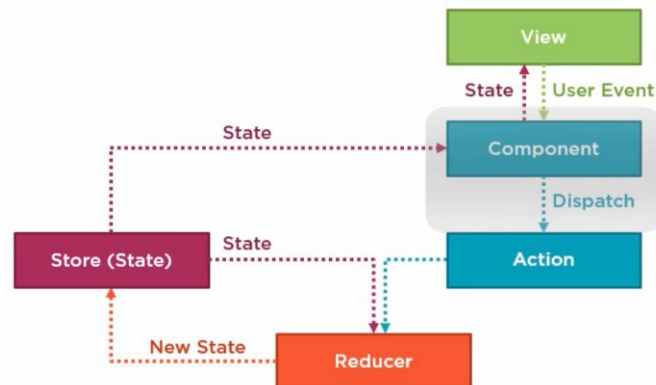 View
State
User Event
State
Component
Dispatch
Store (State)
State
Action
New State
Reducer